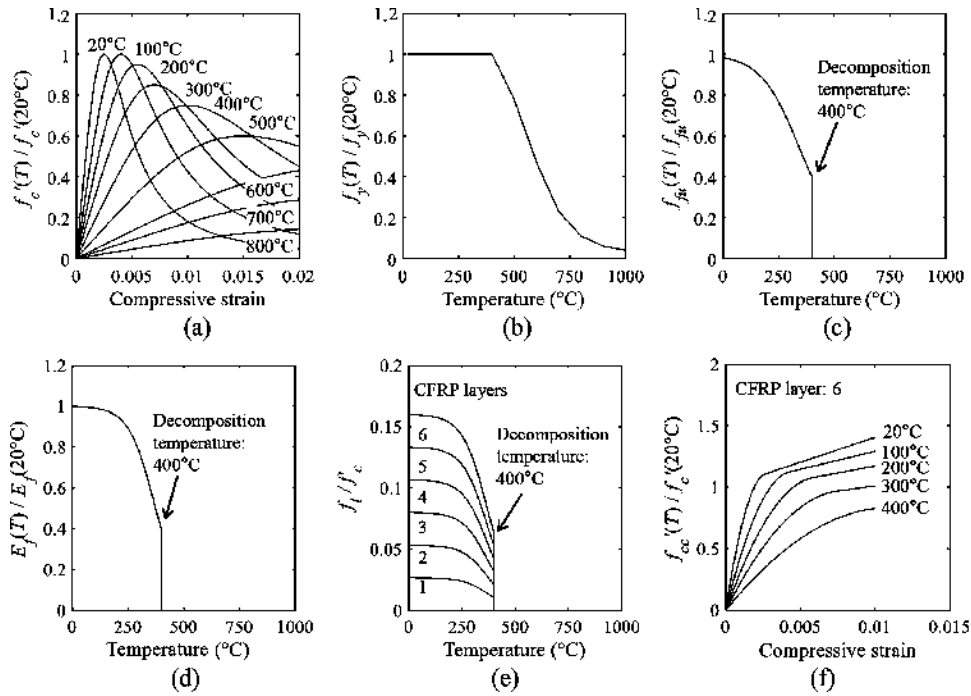 1.2
1
0.8
0.6
0.4
0.2
0
f_c'(T) / f_c'(20°C)
20°C
100°C
200°C
300°C
400°C
500°C
600°C
700°C
800°C
0 0.005 0.01 0.015 0.02
Compressive strain
(a)
1.2
1
0.8
0.6
0.4
0.2
0
f_y(T) / f_y(20°C)
0 250 500 750 1000
Temperature (°C)
(b)
1.2
1
0.8
0.6
0.4
0.2
0
f_fu(T) / f_fu(20°C)
Decomposition
temperature:
400°C
0 250 500 750 1000
Temperature (°C)
(c)
1.2
1
0.8
0.6
0.4
0.2
0
E_f(T) / E_f(20°C)
Decomposition
temperature:
400°C
0 250 500 750 1000
Temperature (°C)
(d)
0.2
0.15
0.1
0.05
0
f_l / f'_c
CFRP layers
6
5
4
3
2
1
Decomposition
temperature:
400°C
0 250 500 750 1000
Temperature (°C)
(e)
2
1.5
1
0.5
0
f_cc'(T) / f_c'(20°C)
CFRP layer: 6
20°C
100°C
200°C
300°C
400°C
0 0.005 0.01 0.015
Compressive strain
(f)